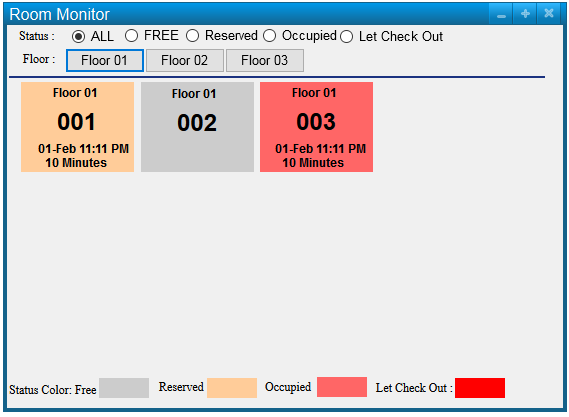 Room Monitor
Status : ALL FREE Reserved Occupied Let Check Out
Floor : Floor 01 Floor 02 Floor 03
Floor 01 Floor 01 Floor 01
001 002 003
01-Feb 11:11 PM 01-Feb 11:11 PM
10 Minutes 10 Minutes
Status Color: Free Reserved Occupied Let Check Out :